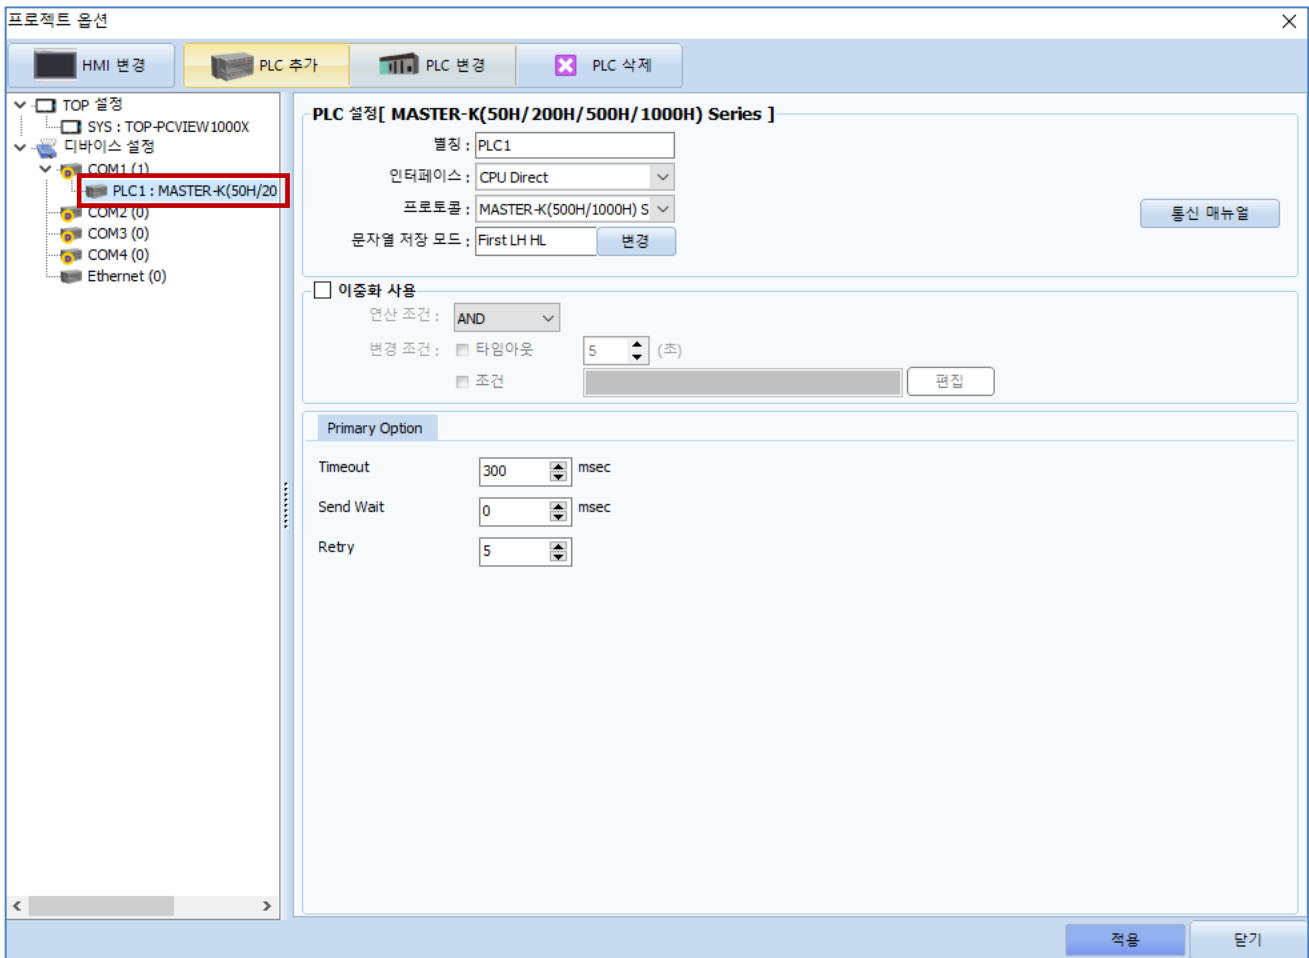 프로젝트 옵션
HMI 변경
PLC 추가
PLC 변경
PLC 삭제
TOP 설정
SYS : TOP-PCVIEW1000X
디바이스 설정
COM1 (1)
PLC1 : MASTER-K(50H/20
COM2 (0)
COM3 (0)
COM4 (0)
Ethernet (0)
PLC 설정[ MASTER-K(50H/200H/500H/1000H) Series ]
별칭 : PLC1
인터페이스 : CPU Direct
프로토콜 : MASTER-K(500H/1000H) S
통신 매뉴얼
문자열 저장 모드 : First LH HL 변경
이중화 사용
연산 조건 : AND
변경 조건 : 타임아웃 5 (초)
조건 편집
Primary Option
Timeout 300 msec
Send Wait 0 msec
Retry 5
적용
닫기